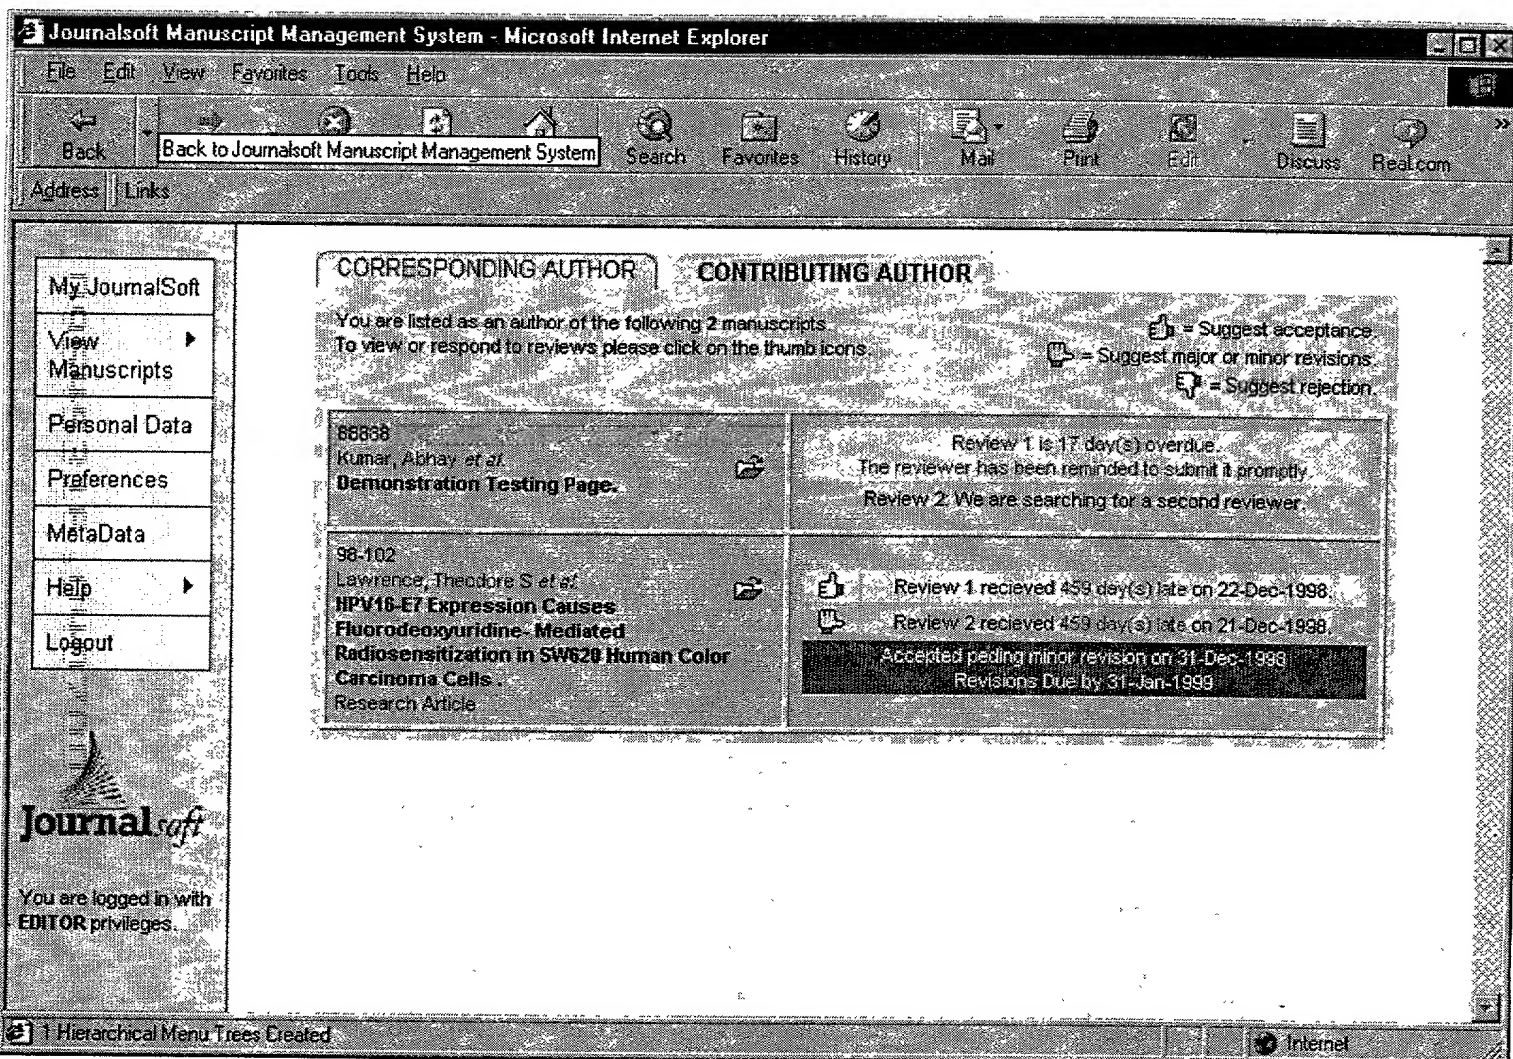 Journalsoft Manuscript Management System - Microsoft Internet Explorer
File Edit View Favorites Tools Help
Back Search Favorites History Mail Print Edit Discuss Real.com »
Back to Journalsoft Manuscript Management System
Address Links
My JournalSoft
View Manuscripts
Personal Data
Preferences
MetaData
Help
Logout
Journalsoft
You are logged in with
EDITOR privileges.
CORRESPONDING AUTHOR CONTRIBUTING AUTHOR
You are listed as an author of the following 2 manuscripts.
To view or respond to reviews please click on the thumb icons.
= Suggest acceptance.
= Suggest major or minor revisions.
= Suggest rejection.
Kumar, Abhay et al.
Demonstration Testing Page.
Review 1 is 17 day(s) overdue.
The reviewer has been reminded to submit it promptly.
Review 2: We are searching for a second reviewer.
98-102
Lawrence, Theodore S et al.
HPV16-E7 Expression Causes
Fluorodeoxyuridine- Mediated
Radiosensitization in SW620 Human Color
Carcinoma Cells .
Research Article
Review 1 recieved 459 day(s) late on 22-Dec-1998.
Review 2 recieved 459 day(s) late on 21-Dec-1998.
Accepted peding minor revision on 31-Dec-1998
Revisions Due by 31-Jan-1999
1 Hierarchical Menu Trees Created
Internet